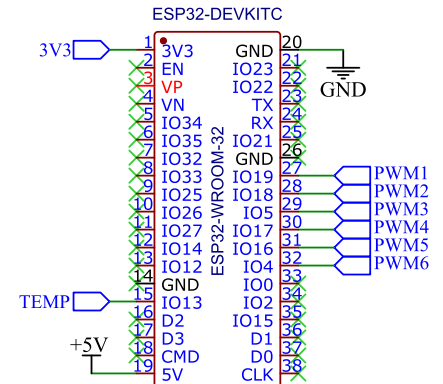 ESP32-DEVKITC
3V3 1 3V3 GND 20
2 EN IO23 21
3 VP IO22 22 GND
4 VN TX 23
5 IO34 RX 24
6 IO35 IO21 25
7 IO32 GND 26
8 IO33 IO19 27 PWM1
9 IO25 IO18 28 PWM2
10 IO26 IO5 29 PWM3
11 IO27 IO17 30 PWM4
12 IO14 IO16 31 PWM5
13 IO12 IO4 32 PWM6
14 GND IO0 33
TEMP 15 IO13 IO2 34
16 D2 IO15 35
17 D3 D1 36
+5V 18 CMD D0 37
19 5V CLK 38
ESP32-WROOM-32